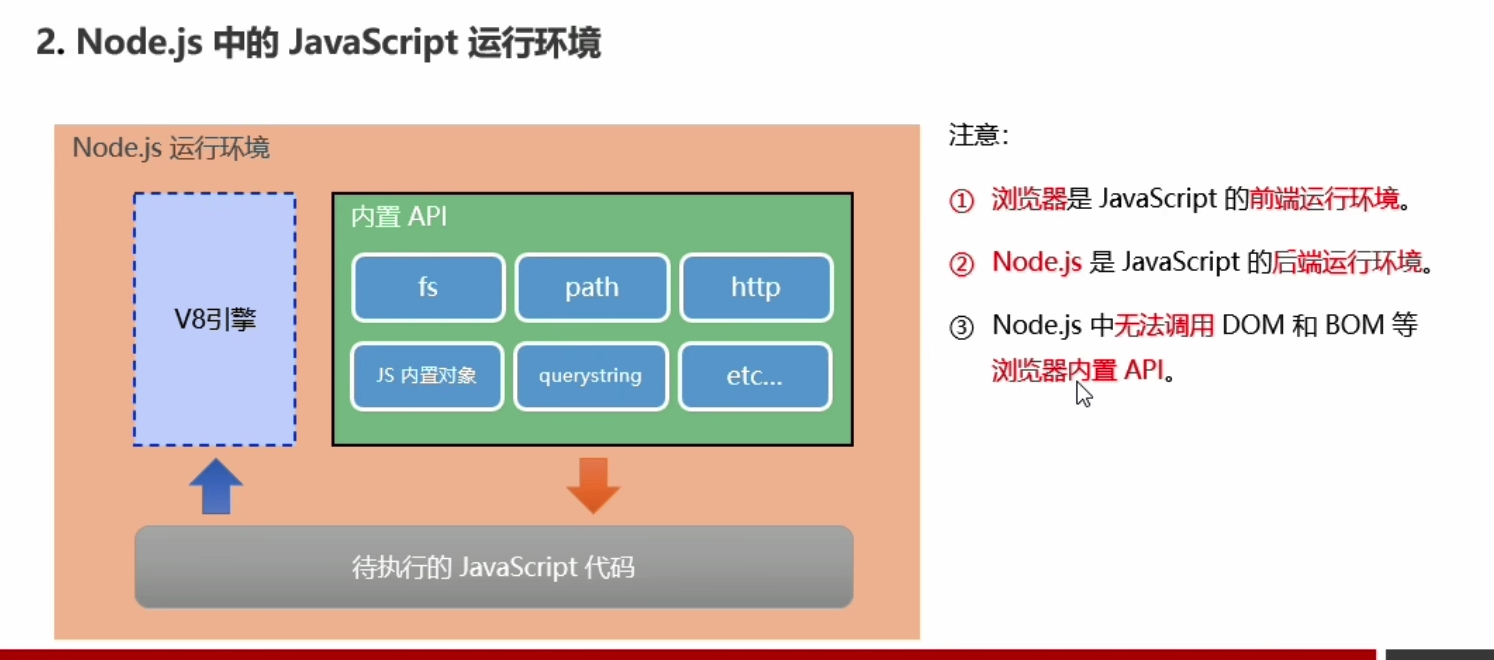 2. Node.js 中的 JavaScript 运行环境
Node.js 运行环境
V8引擎
内置 API
fs
path
http
JS 内置对象
querystring
etc...
待执行的 JavaScript 代码
注意：
① 浏览器是 JavaScript 的前端运行环境。
② Node.js 是 JavaScript 的后端运行环境。
③ Node.js 中无法调用 DOM 和 BOM 等
浏览器内置 API。